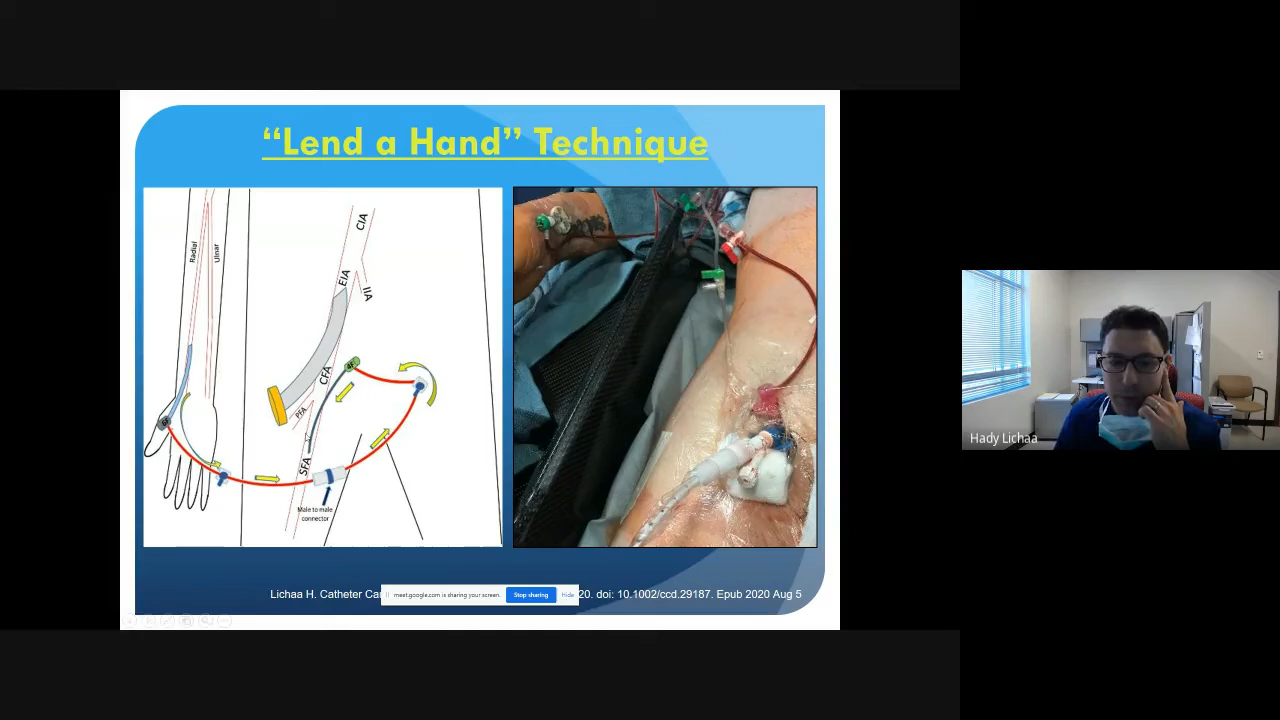 “Lend a Hand” Technique
Radial
Ulnar
CIA
EIA
IIA
CFA
PFA
SFA
6F
4F
Male to male
connector
Lichaa H. Catheter Ca
20. doi: 10.1002/ccd.29187. Epub 2020 Aug 5
meet.google.com is sharing your screen.
Stop sharing
Hide
Hady Lichaa